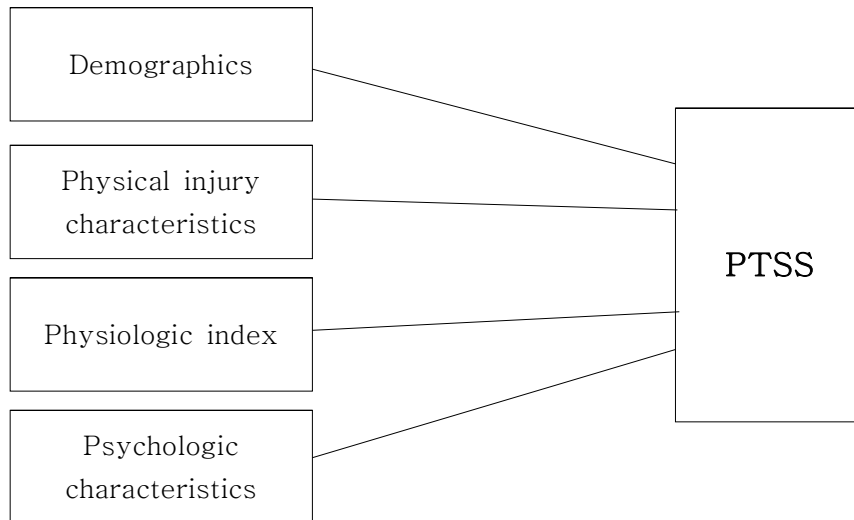 Demographics
Physical injury
characteristics
Physiologic index
Psychologic
characteristics
PTSS